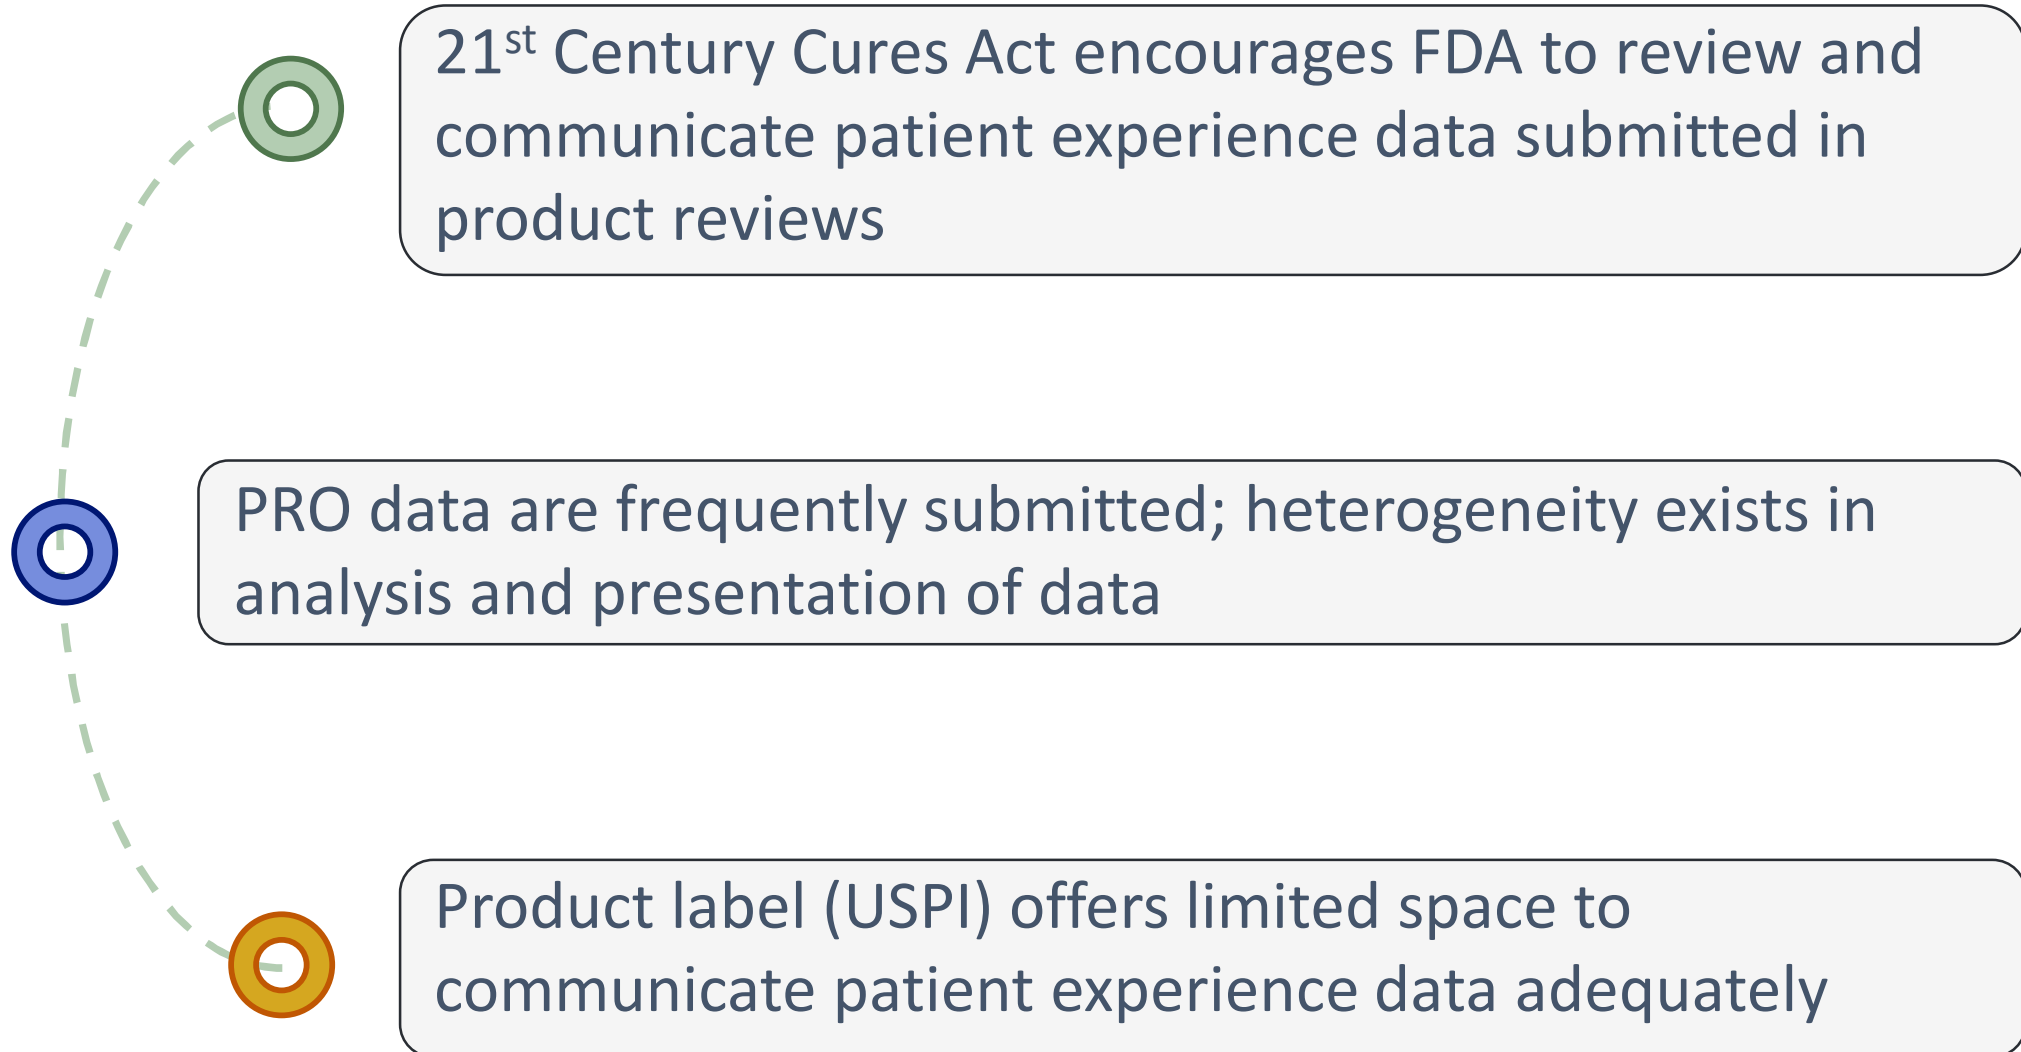 21st Century Cures Act encourages FDA to review and
communicate patient experience data submitted in
product reviews
PRO data are frequently submitted; heterogeneity exists in
analysis and presentation of data
Product label (USPI) offers limited space to
communicate patient experience data adequately